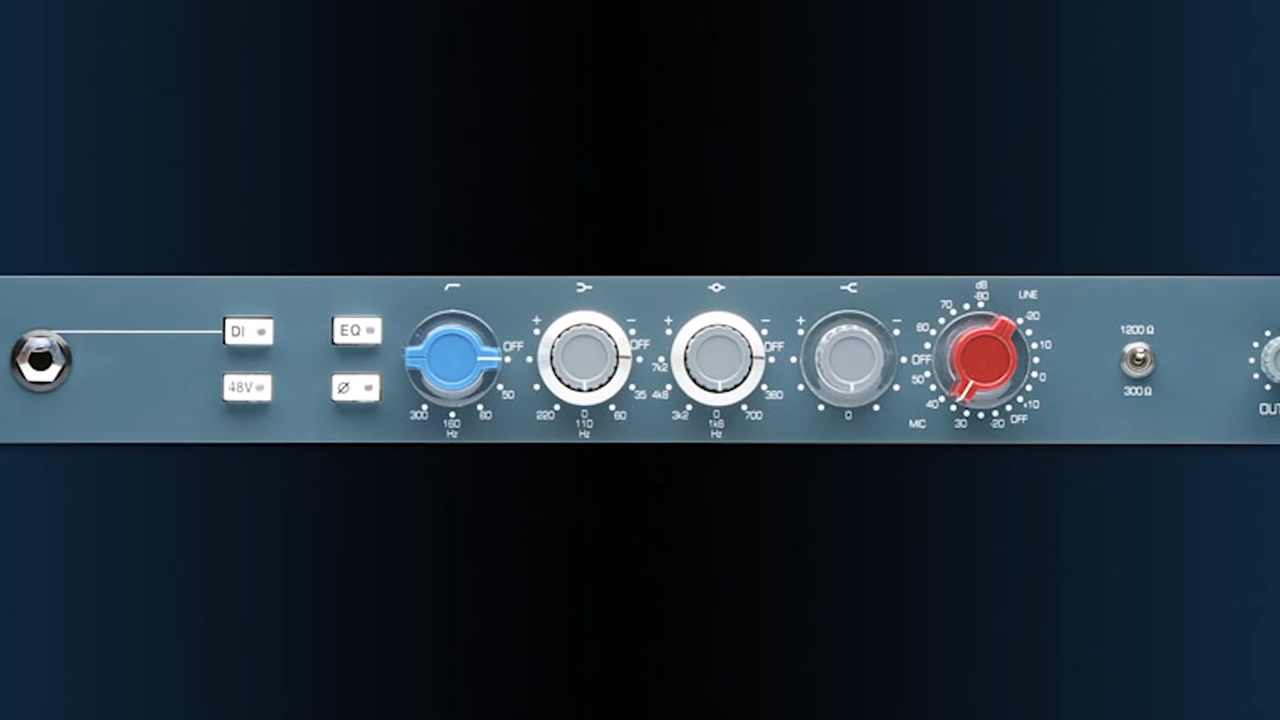 DI
48V
EQ
Ø
OFF
50
80
160
300
Hz
+ −
OFF
35
60
110
220
0
Hz
+ −
OFF
360
700
1k6
3k2
4k8
7k2
0
Hz
+ −
0
dB
-80
70
60
OFF
50
40
MIC
30
-20
OFF
+10
0
10
-20
LINE
1200 Ω
300 Ω